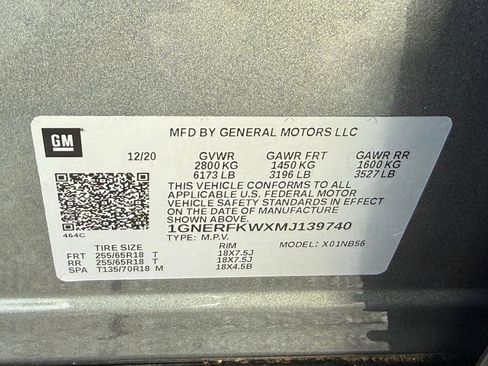 GM
MFD BY GENERAL MOTORS LLC
12/20 GVWR GAWR FRT GAWR RR
2800 KG 1450 KG 1600 KG
6173 LB 3196 LB 3527 LB
THIS VEHICLE CONFORMS TO ALL
APPLICABLE U.S. FEDERAL MOTOR
VEHICLE SAFETY STANDARDS IN EFFECT
ON THE DATE OF MANUFACTURE
SHOWN ABOVE.
464C 1GNERFKWXMJ139740
TYPE: M.P.V. MODEL: X01NB56
TIRE SIZE RIM
FRT 255/65R18 T 18X7.5J
RR 255/65R18 T 18X7.5J
SPA T135/70R18 M 18X4.5B